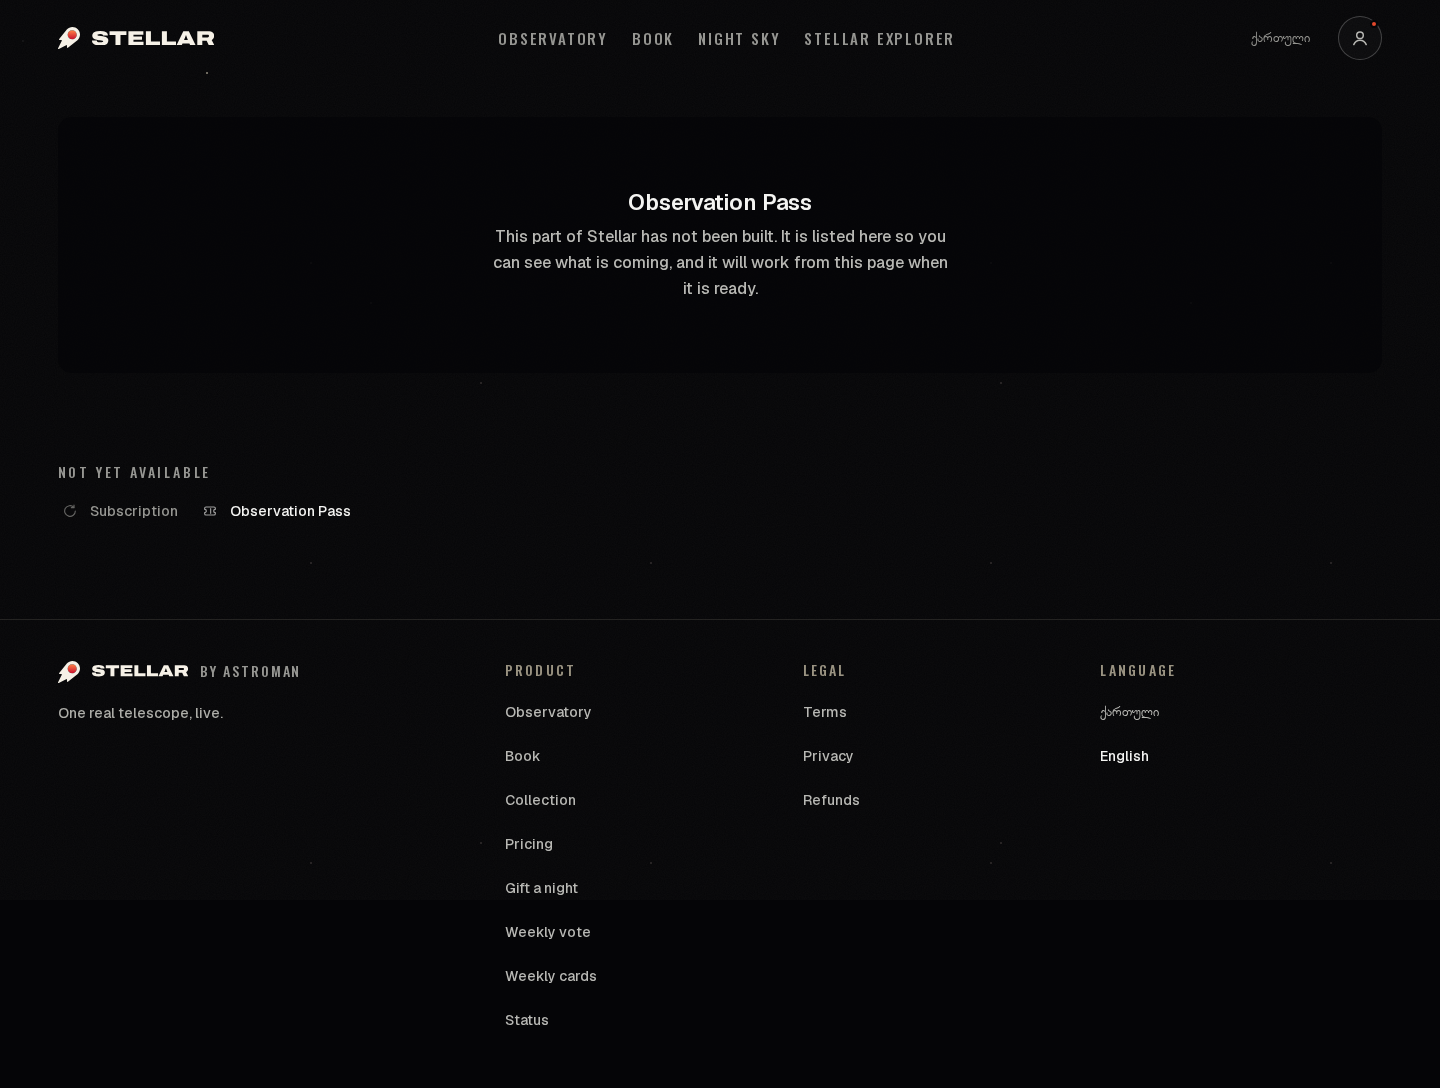 STELLAR
OBSERVATORY BOOK NIGHT SKY STELLAR EXPLORER
ქართული
Observation Pass
This part of Stellar has not been built. It is listed here so you
can see what is coming, and it will work from this page when
it is ready.
NOT YET AVAILABLE
Subscription Observation Pass
STELLAR BY ASTROMAN
One real telescope, live.
PRODUCT
Observatory
Book
Collection
Pricing
Gift a night
Weekly vote
Weekly cards
Status
LEGAL
Terms
Privacy
Refunds
LANGUAGE
ქართული
English